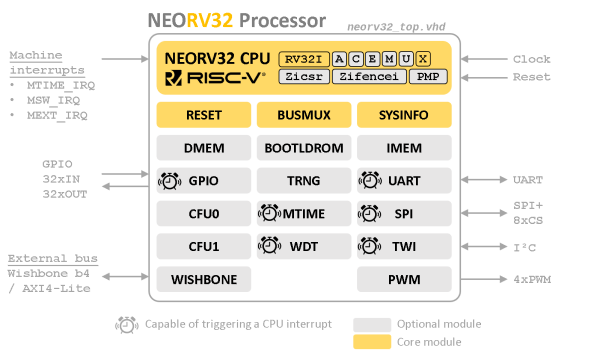 NEORV32 Processor
neorv32_top.vhd
Machine
interrupts
• MTIME_IRQ
• MSW_IRQ
• MEXT_IRQ
NEORV32 CPU
RV32I A C E M U X
RISC-V®
Zicsr Zifencei PMP
Clock
Reset
RESET BUSMUX SYSINFO
DMEM BOOTLDROM IMEM
GPIO
32xIN
32xOUT
GPIO TRNG UART
UART
CFU0 MTIME SPI
SPI+
8xCS
CFU1 WDT TWI
I²C
External bus
Wishbone b4
/ AXI4-Lite
WISHBONE PWM
4xPWM
Capable of triggering a CPU interrupt
Optional module
Core module